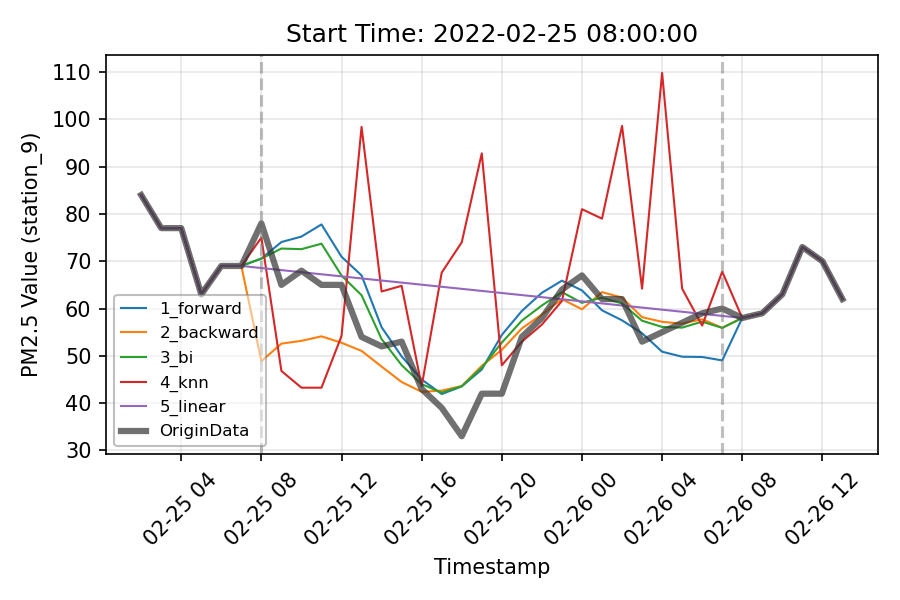 Start Time: 2022-02-25 08:00:00
PM2.5 Value (station_9)
110
100
90
80
70
60
50
40
30
1_forward
2_backward
3_bi
4_knn
5_linear
OriginData
02-25 04
02-25 08
02-25 12
02-25 16
02-25 20
02-26 00
02-26 04
02-26 08
02-26 12
Timestamp